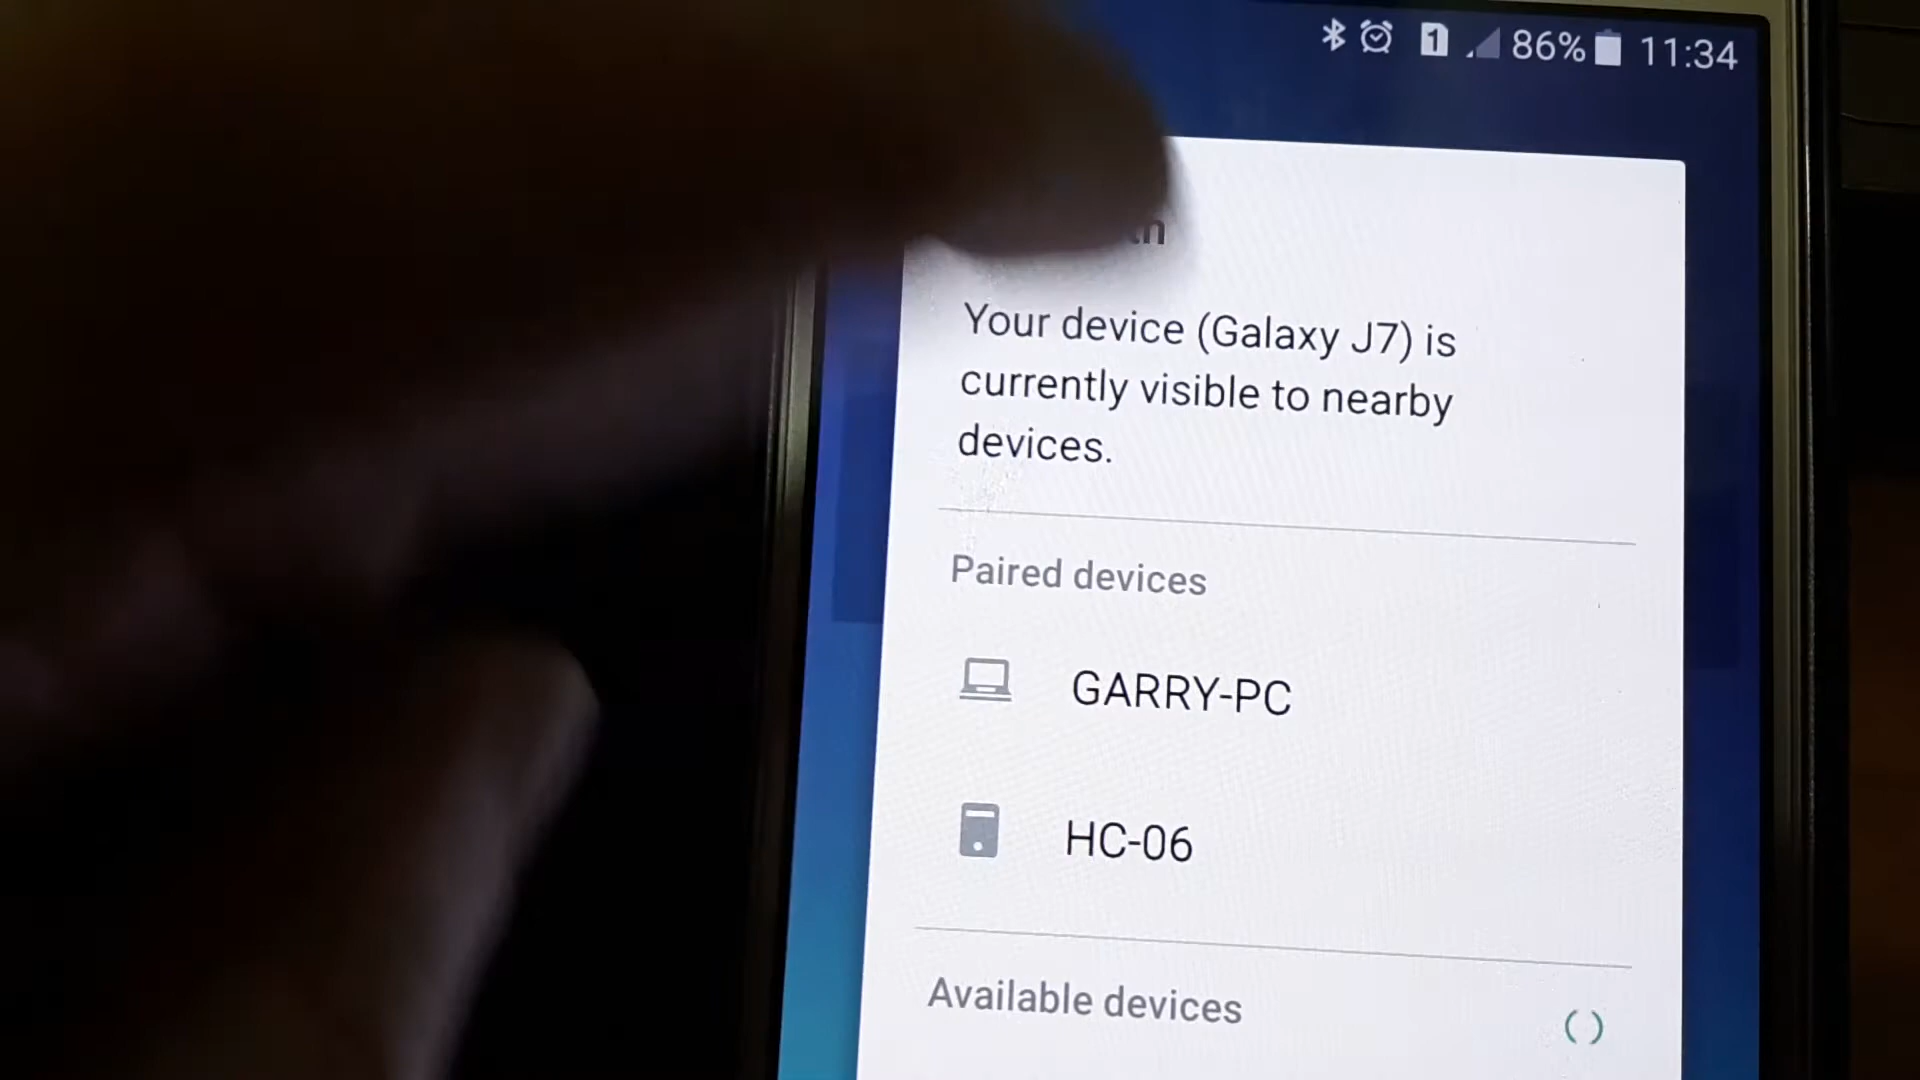 1 86% 11:34
Your device (Galaxy J7) is
currently visible to nearby
devices.
Paired devices
GARRY-PC
HC-06
Available devices